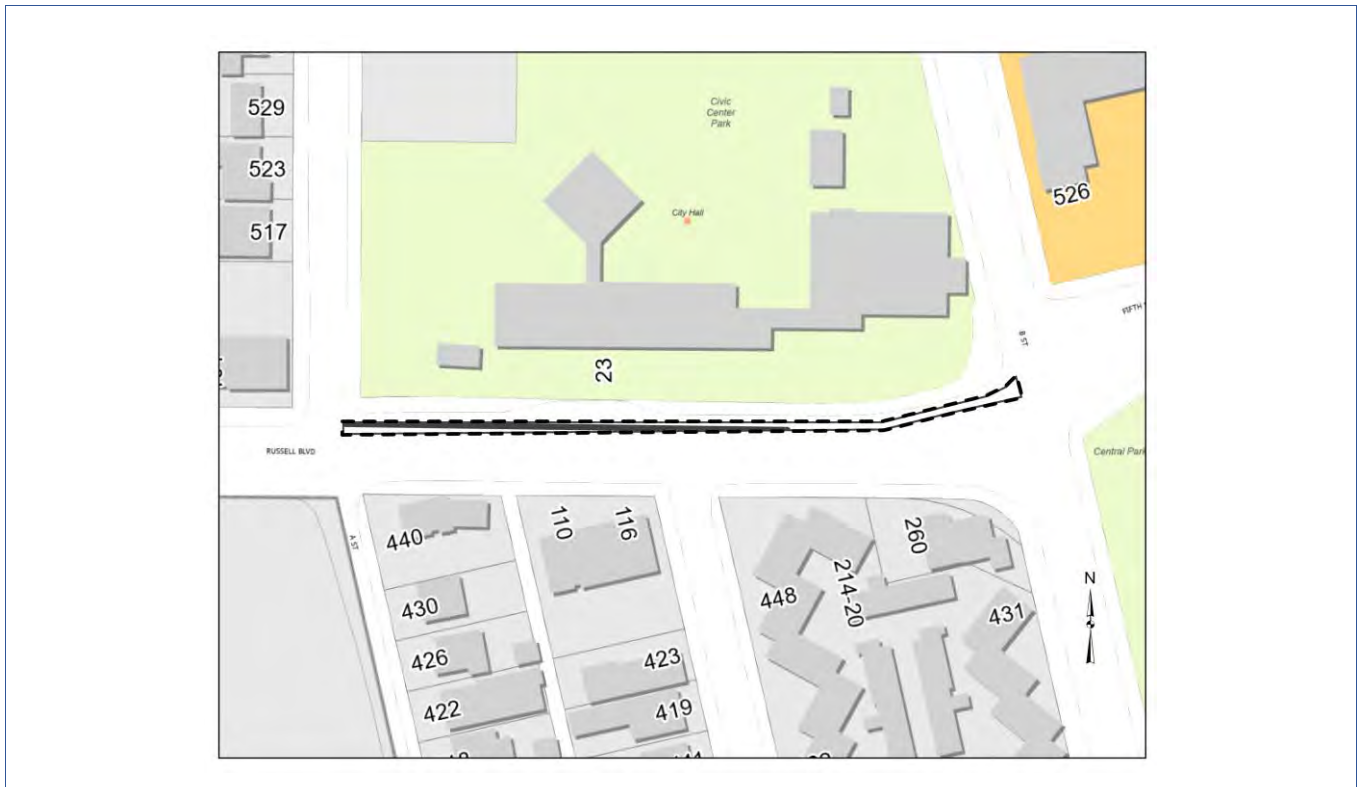 529
Civic
Center
Park
523
526
City Hall
517
FIFTH
B ST
23
RUSSELL BLVD
Central Park
A ST
440
110
116
260
214-20
448
430
431
N
426
423
422
419